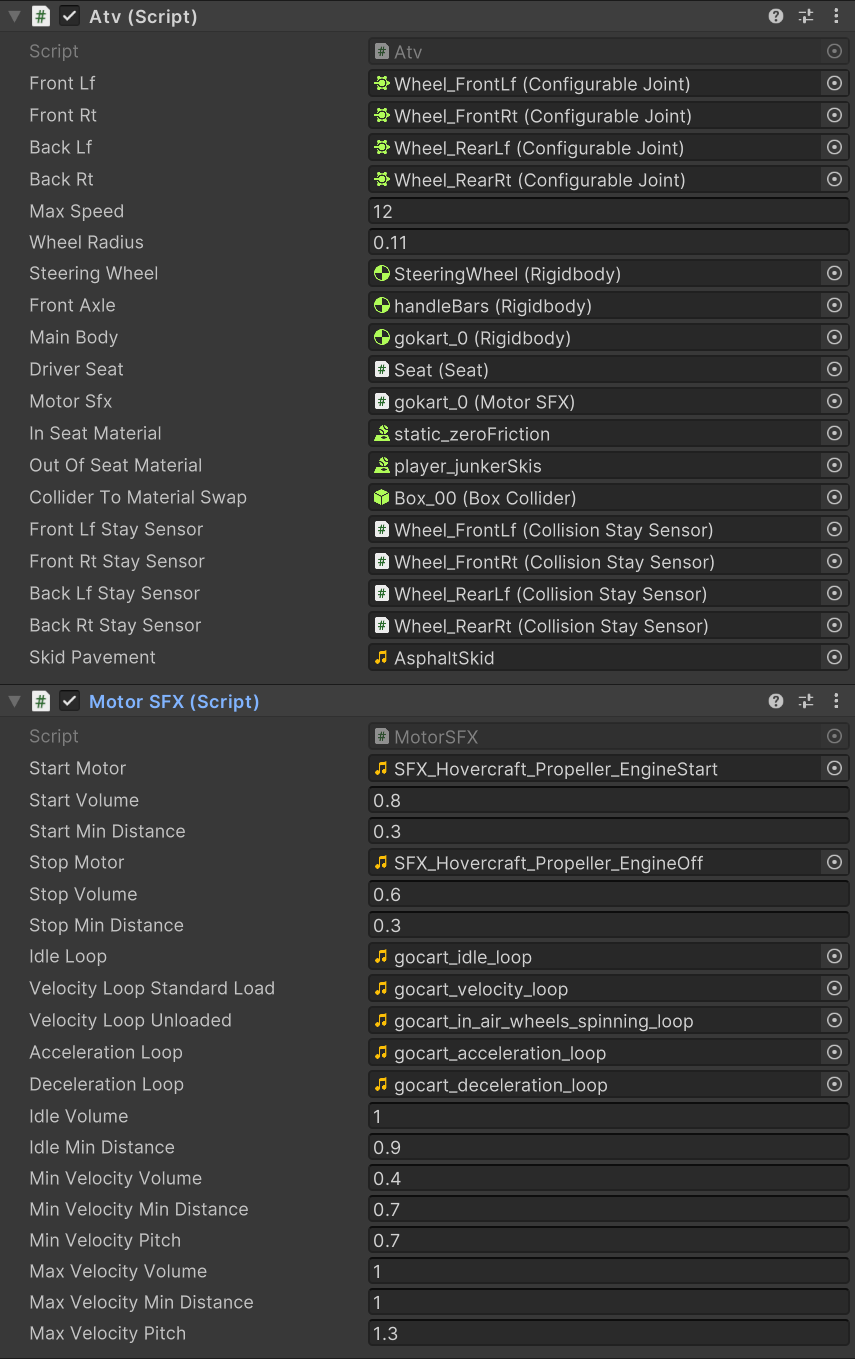 Atv (Script)
Script Atv
Front Lf Wheel_FrontLf (Configurable Joint)
Front Rt Wheel_FrontRt (Configurable Joint)
Back Lf Wheel_RearLf (Configurable Joint)
Back Rt Wheel_RearRt (Configurable Joint)
Max Speed 12
Wheel Radius 0.11
Steering Wheel SteeringWheel (Rigidbody)
Front Axle handleBars (Rigidbody)
Main Body gokart_0 (Rigidbody)
Driver Seat Seat (Seat)
Motor Sfx gokart_0 (Motor SFX)
In Seat Material static_zeroFriction
Out Of Seat Material player_junkerSkis
Collider To Material Swap Box_00 (Box Collider)
Front Lf Stay Sensor Wheel_FrontLf (Collision Stay Sensor)
Front Rt Stay Sensor Wheel_FrontRt (Collision Stay Sensor)
Back Lf Stay Sensor Wheel_RearLf (Collision Stay Sensor)
Back Rt Stay Sensor Wheel_RearRt (Collision Stay Sensor)
Skid Pavement AsphaltSkid
Motor SFX (Script)
Script MotorSFX
Start Motor SFX_Hovercraft_Propeller_EngineStart
Start Volume 0.8
Start Min Distance 0.3
Stop Motor SFX_Hovercraft_Propeller_EngineOff
Stop Volume 0.6
Stop Min Distance 0.3
Idle Loop gocart_idle_loop
Velocity Loop Standard Load gocart_velocity_loop
Velocity Loop Unloaded gocart_in_air_wheels_spinning_loop
Acceleration Loop gocart_acceleration_loop
Deceleration Loop gocart_deceleration_loop
Idle Volume 1
Idle Min Distance 0.9
Min Velocity Volume 0.4
Min Velocity Min Distance 0.7
Min Velocity Pitch 0.7
Max Velocity Volume 1
Max Velocity Min Distance 1
Max Velocity Pitch 1.3